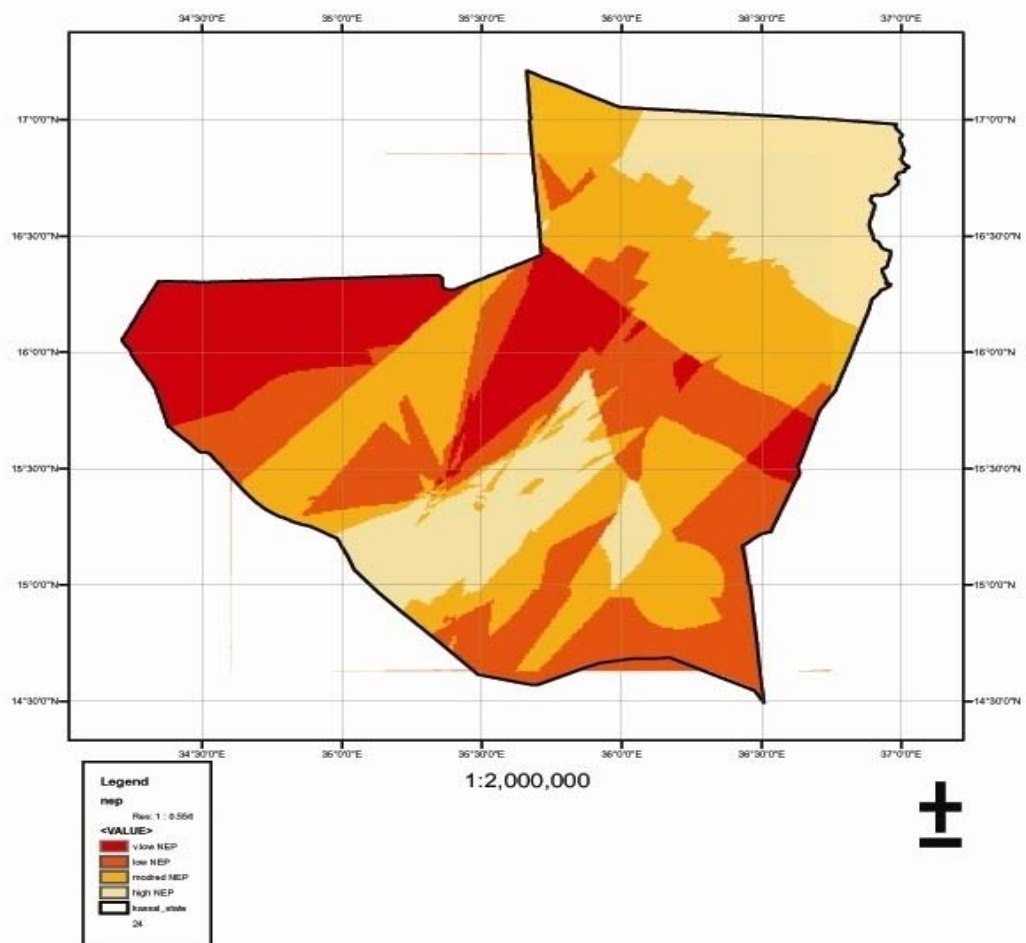 34°30'0"E 35°0'0"E 35°30'0"E 36°0'0"E 36°30'0"E 37°0'0"E
17°0'0"N 17°0'0"N
16°30'0"N 16°30'0"N
16°0'0"N 16°0'0"N
15°30'0"N 15°30'0"N
15°0'0"N 15°0'0"N
14°30'0"N 14°30'0"N
34°30'0"E 35°0'0"E 35°30'0"E 36°0'0"E 36°30'0"E 37°0'0"E
1:2,000,000
Legend
nep
Res: 1 : 0.556
<VALUE>
v.low NEP
low NEP
modred NEP
high NEP
kassal_state
24